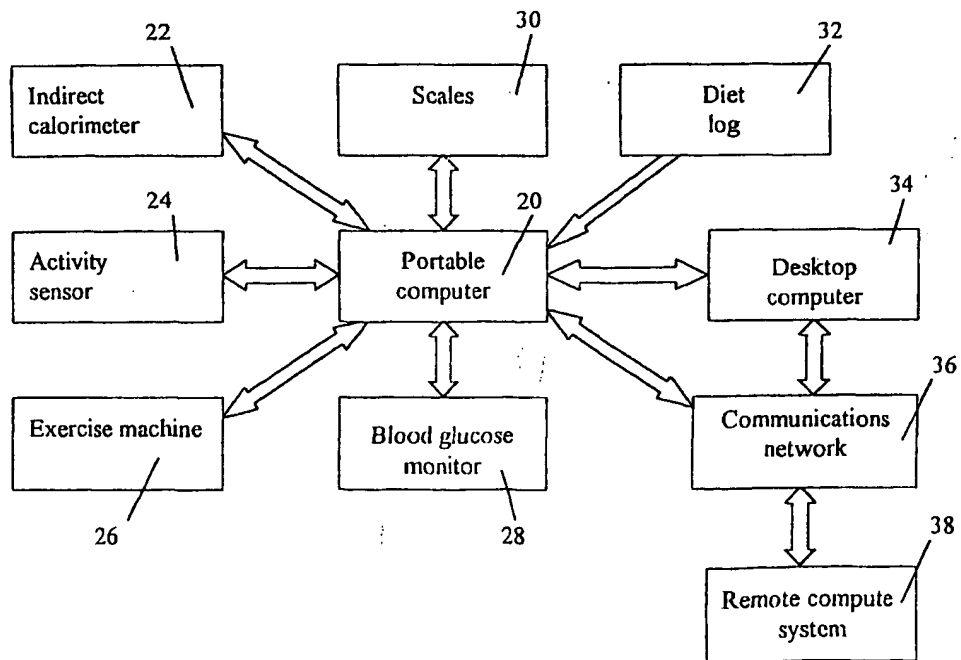 22
30
32
Indirect
calorimeter
Scales
Diet
log
24
20
34
Activity
sensor
Portable
computer
Desktop
computer
36
Exercise machine
Blood glucose
monitor
Communications
network
26
28
38
Remote compute
system